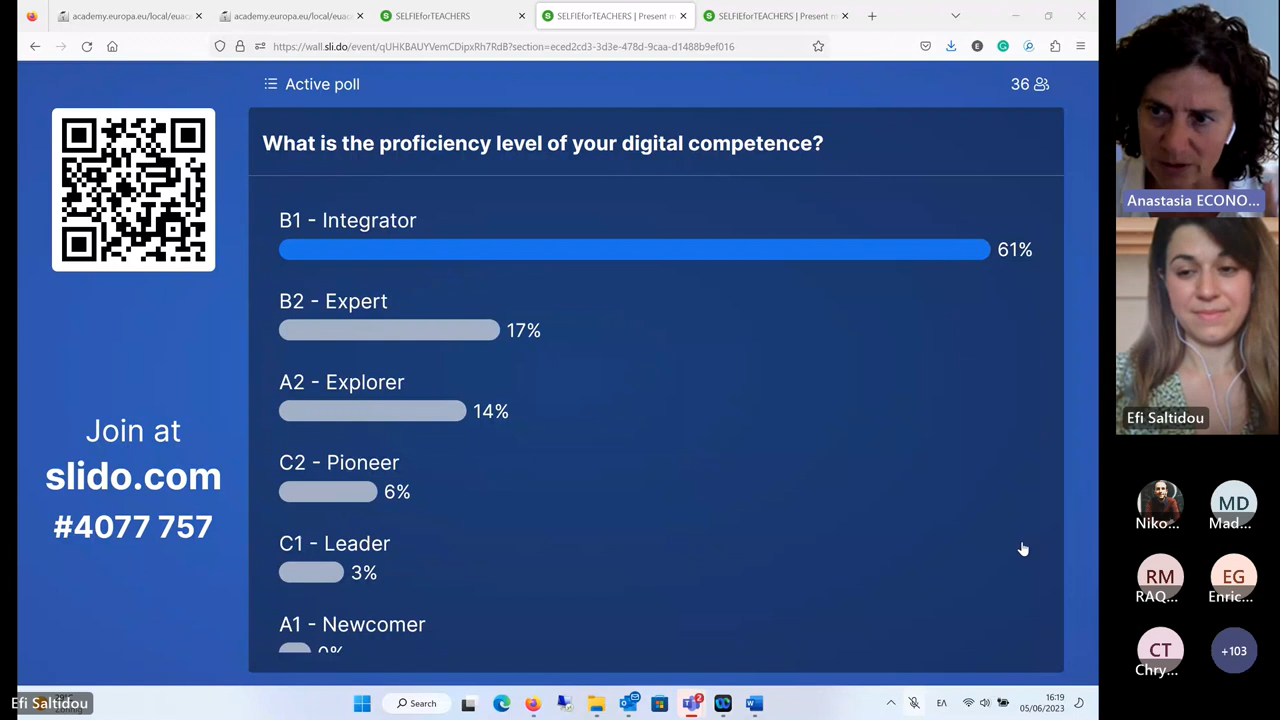 academy.europa.eu/local/euaca
academy.europa.eu/local/euaca
SELFIEforTEACHERS
SELFIEforTEACHERS | Present m
SELFIEforTEACHERS | Present m
https://wall.sli.do/event/qUHKBAUYVemCDipxRh7RdB?section=eced2cd3-3d3e-478d-9caa-d1488b9ef016
Active poll
36
What is the proficiency level of your digital competence?
B1 - Integrator
61%
B2 - Expert
17%
A2 - Explorer
14%
C2 - Pioneer
6%
C1 - Leader
3%
A1 - Newcomer
0%
Join at
slido.com
#4077 757
Anastasia ECONO...
Efi Saltidou
MD
Niko...
Mad...
RM
EG
RAQ...
Enric...
CT
+103
Chry...
Efi Saltidou
Search
2
ΕΛ
16:19
05/06/2023